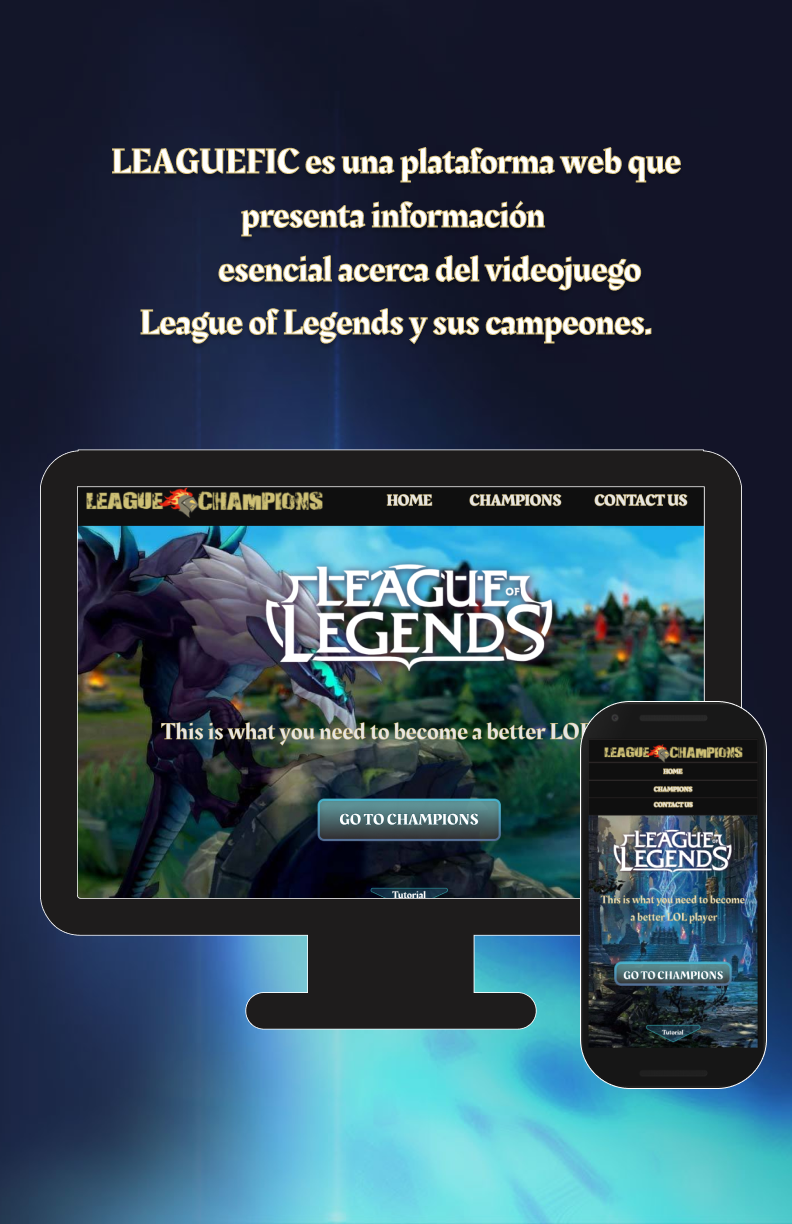 LEAGUEFIC es una plataforma web que
presenta información
esencial acerca del videojuego
League of Legends y sus campeones.
LEAGUE CHAMPIONS
HOME CHAMPIONS CONTACT US
LEAGUE OF
LEGENDS
This is what you need to become a better LOL
GO TO CHAMPIONS
Tutorial
LEAGUE CHAMPIONS
HOME
CHAMPIONS
CONTACT US
LEAGUE OF
LEGENDS
This is what you need to become
a better LOL player
GO TO CHAMPIONS
Tutorial